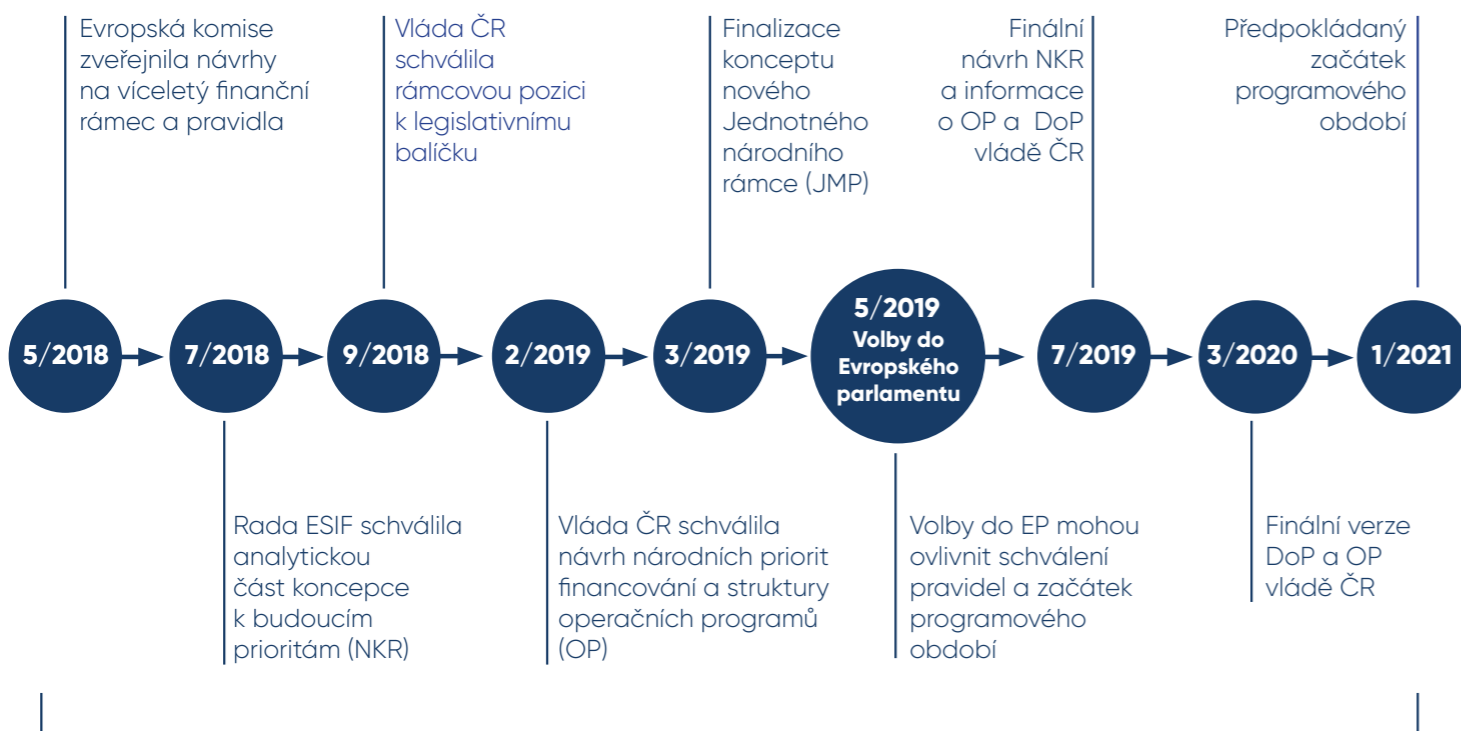 Evropská komise
zveřejnila návrhy
na víceletý finanční
rámec a pravidla
Vláda ČR
schválila
rámcovou pozici
k legislativnímu
balíčku
Finalizace
konceptu
nového
Jednotného
národního
rámce (JMP)
Finální
návrh NKR
a informace
o OP a DoP
vládě ČR
Předpokládaný
začátek
programového
období
5/2018
7/2018
9/2018
2/2019
3/2019
5/2019
Volby do
Evropského
parlamentu
7/2019
3/2020
1/2021
Rada ESIF schválila
analytickou
část koncepce
k budoucím
prioritám (NKR)
Vláda ČR schválila
návrh národních priorit
financování a struktury
operačních programů
(OP)
Volby do EP mohou
ovlivnit schválení
pravidel a začátek
programového
období
Finální verze
DoP a OP
vládě ČR